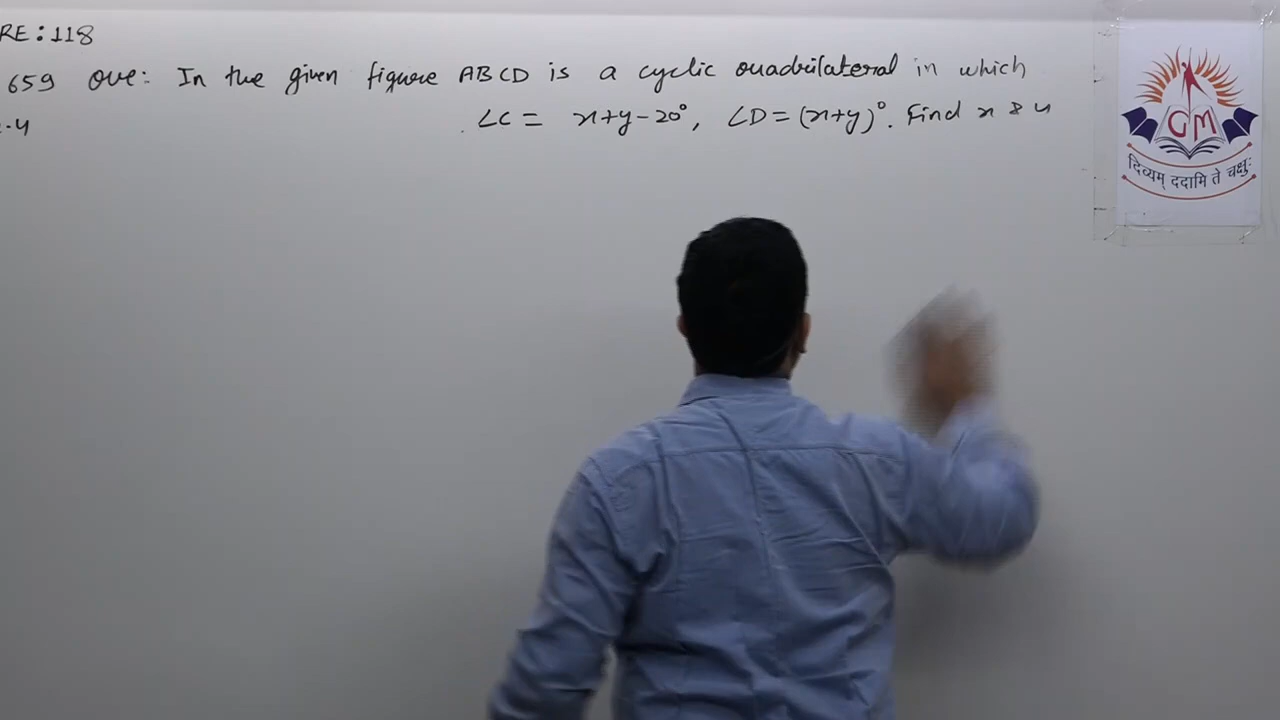 RE:118
659 Que: In the given figure ABCD is a cyclic quadrilateral in which
∠C = x+y-20°, ∠D = (x+y)°. Find x & y
GM
दिव्यम् ददामि ते चक्षुः